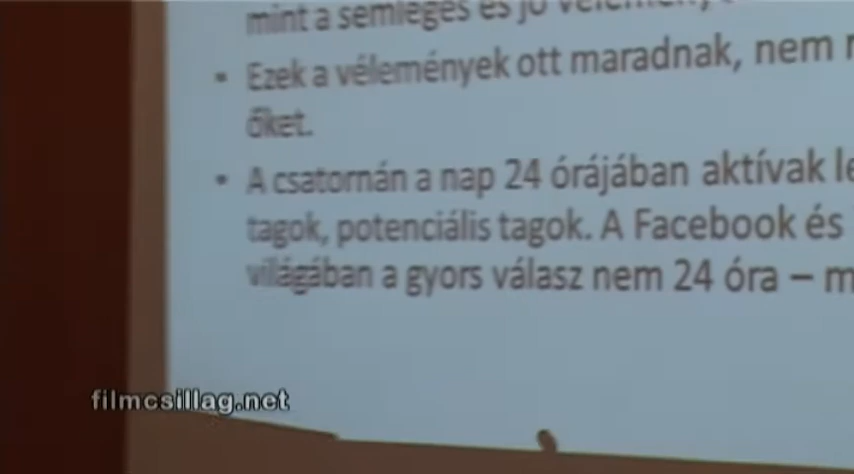 mint a semleges és jó
Ezek a vélemények ott maradnak, nem
őket.
A csatornán a nap 24 órájában aktívak
tagok, potenciális tagok. A Facebook és
világában a gyors válasz nem 24 óra –
filmcsillag.net